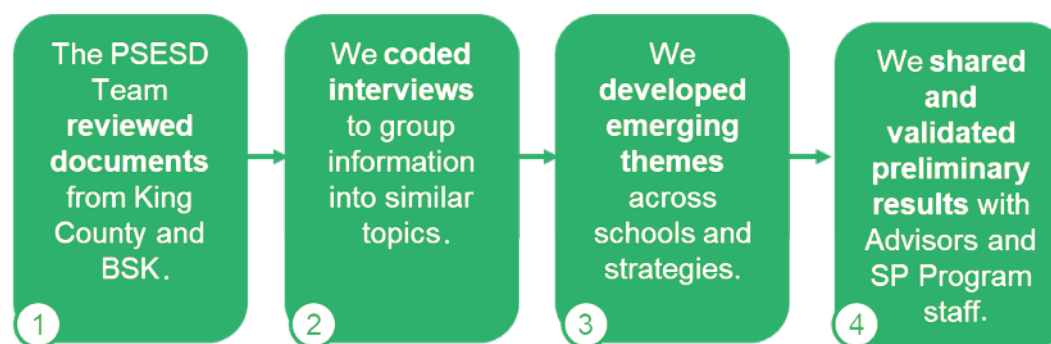 The PSESD
Team
reviewed
documents
from King
County and
BSK.
1
We coded
interviews
to group
information
into similar
topics.
2
We
developed
emerging
themes
across
schools and
strategies.
3
We shared
and
validated
preliminary
results with
Advisors and
SP Program
staff.
4